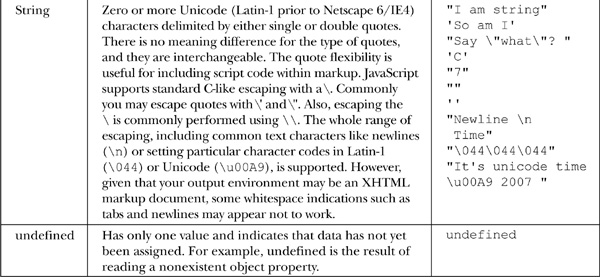 String
Zero or more Unicode (Latin-1 prior to Netscape 6/IE4)
characters delimited by either single or double quotes.
There is no meaning difference for the type of quotes,
and they are interchangeable. The quote flexibility is
useful for including script code within markup. JavaScript
supports standard C-like escaping with a\. Commonly
you may escape quotes with\' and\". Also, escaping the
\ is commonly performed using \\. The whole range of
escaping, including common text characters like newlines
(\n) or setting particular character codes in Latin-1
(\044) or Unicode (\u00A9), is supported. However,
given that your output environment may be an XHTML
markup document, some whitespace indications such as
tabs and newlines may appear not to work.
"I am string"
'So am I'
"Say \"what\"? "
'C'
"7"
""
''
"Newline \n
Time"
"\044\044\044"
"It's unicode time
\u00A9 2007 "
undefined
Has only one value and indicates that data has not yet
been assigned. For example, undefined is the result of
reading a nonexistent object property.
undefined